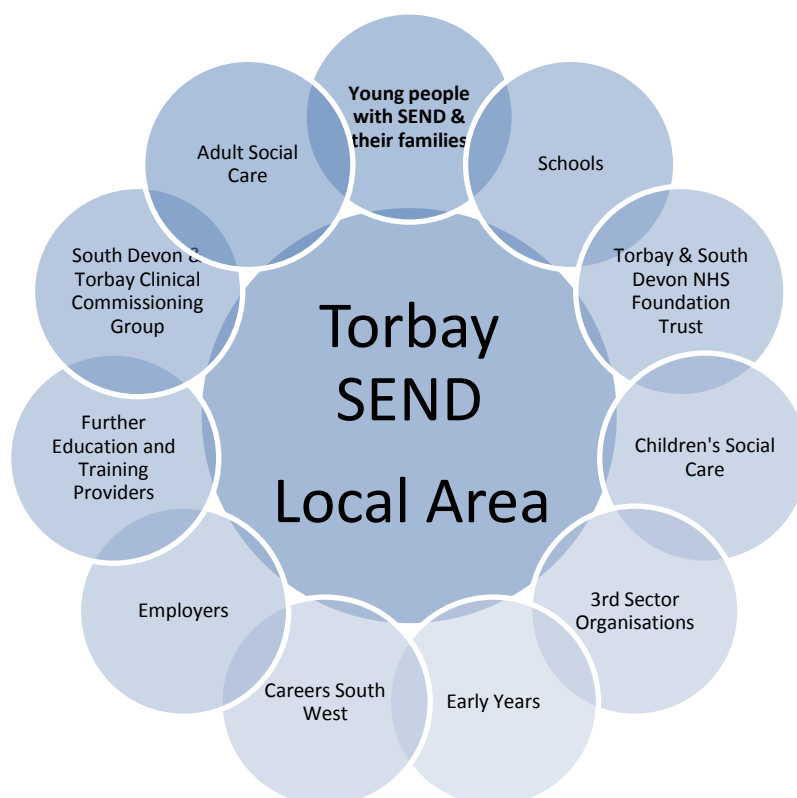 Young people
with SEND &
their families
Schools
Torbay & South
Devon NHS
Foundation
Trust
Children's Social
Care
3rd Sector
Organisations
Early Years
Careers South
West
Employers
Further
Education and
Training
Providers
South Devon &
Torbay Clinical
Commissioning
Group
Adult Social
Care
Torbay
SEND
Local Area